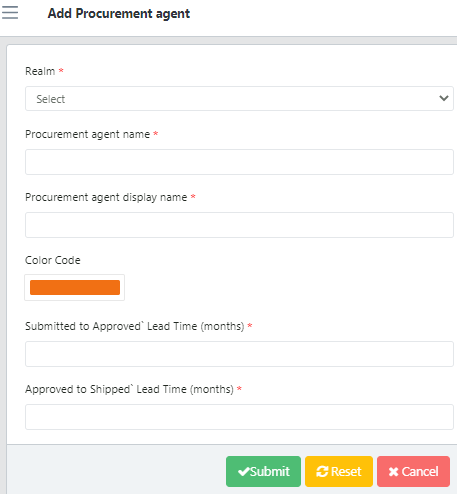 Add Procurement agent
Realm *
Select
Procurement agent name *
Procurement agent display name *
Color Code
Submitted to Approved` Lead Time (months) *
Approved to Shipped` Lead Time (months) *
Submit Reset Cancel